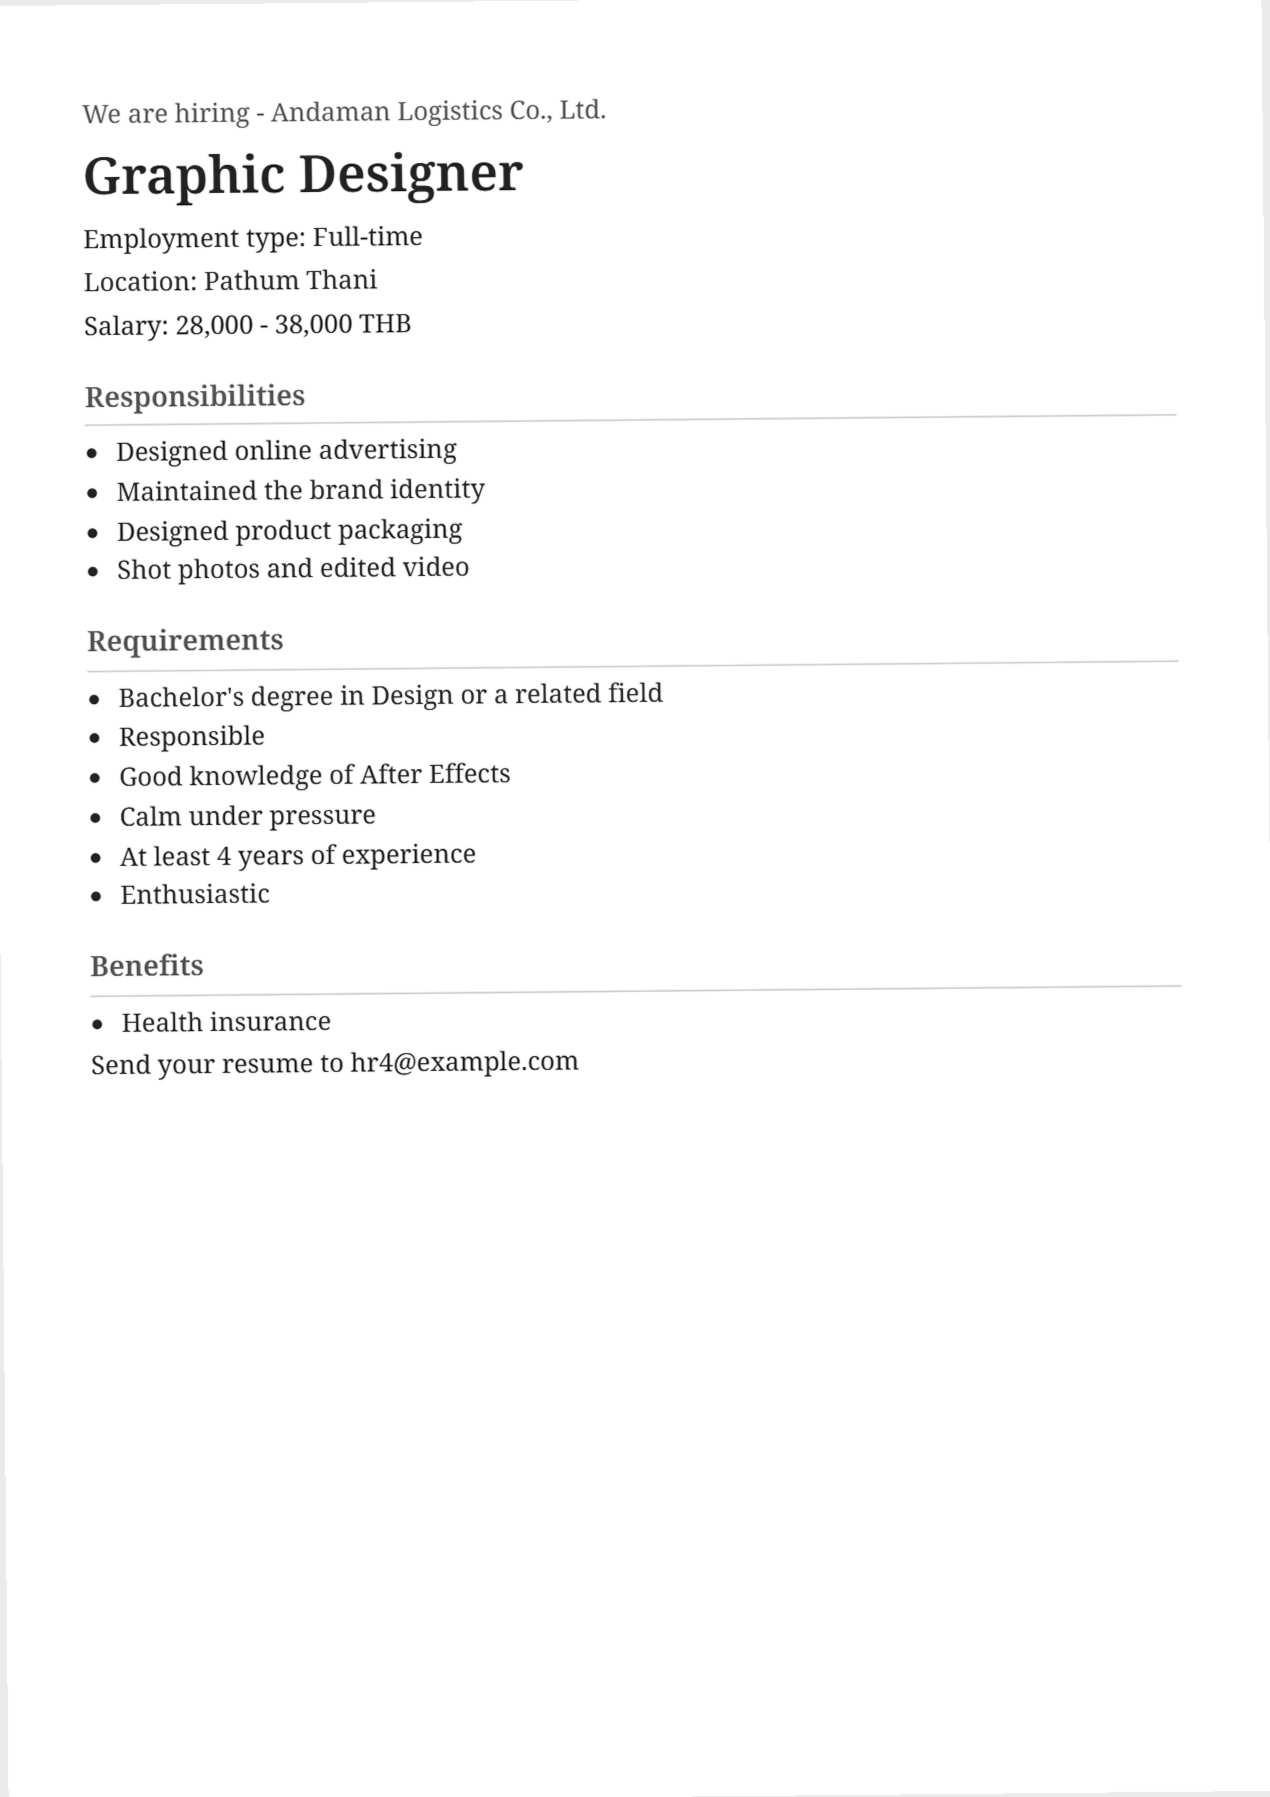 We are hiring - Andaman Logistics Co., Ltd.
Graphic Designer
Employment type: Full-time
Location: Pathum Thani
Salary: 28,000 - 38,000 THB
Responsibilities
• Designed online advertising
• Maintained the brand identity
• Designed product packaging
• Shot photos and edited video
Requirements
• Bachelor's degree in Design or a related field
• Responsible
• Good knowledge of After Effects
• Calm under pressure
• At least 4 years of experience
• Enthusiastic
Benefits
• Health insurance
Send your resume to hr4@example.com